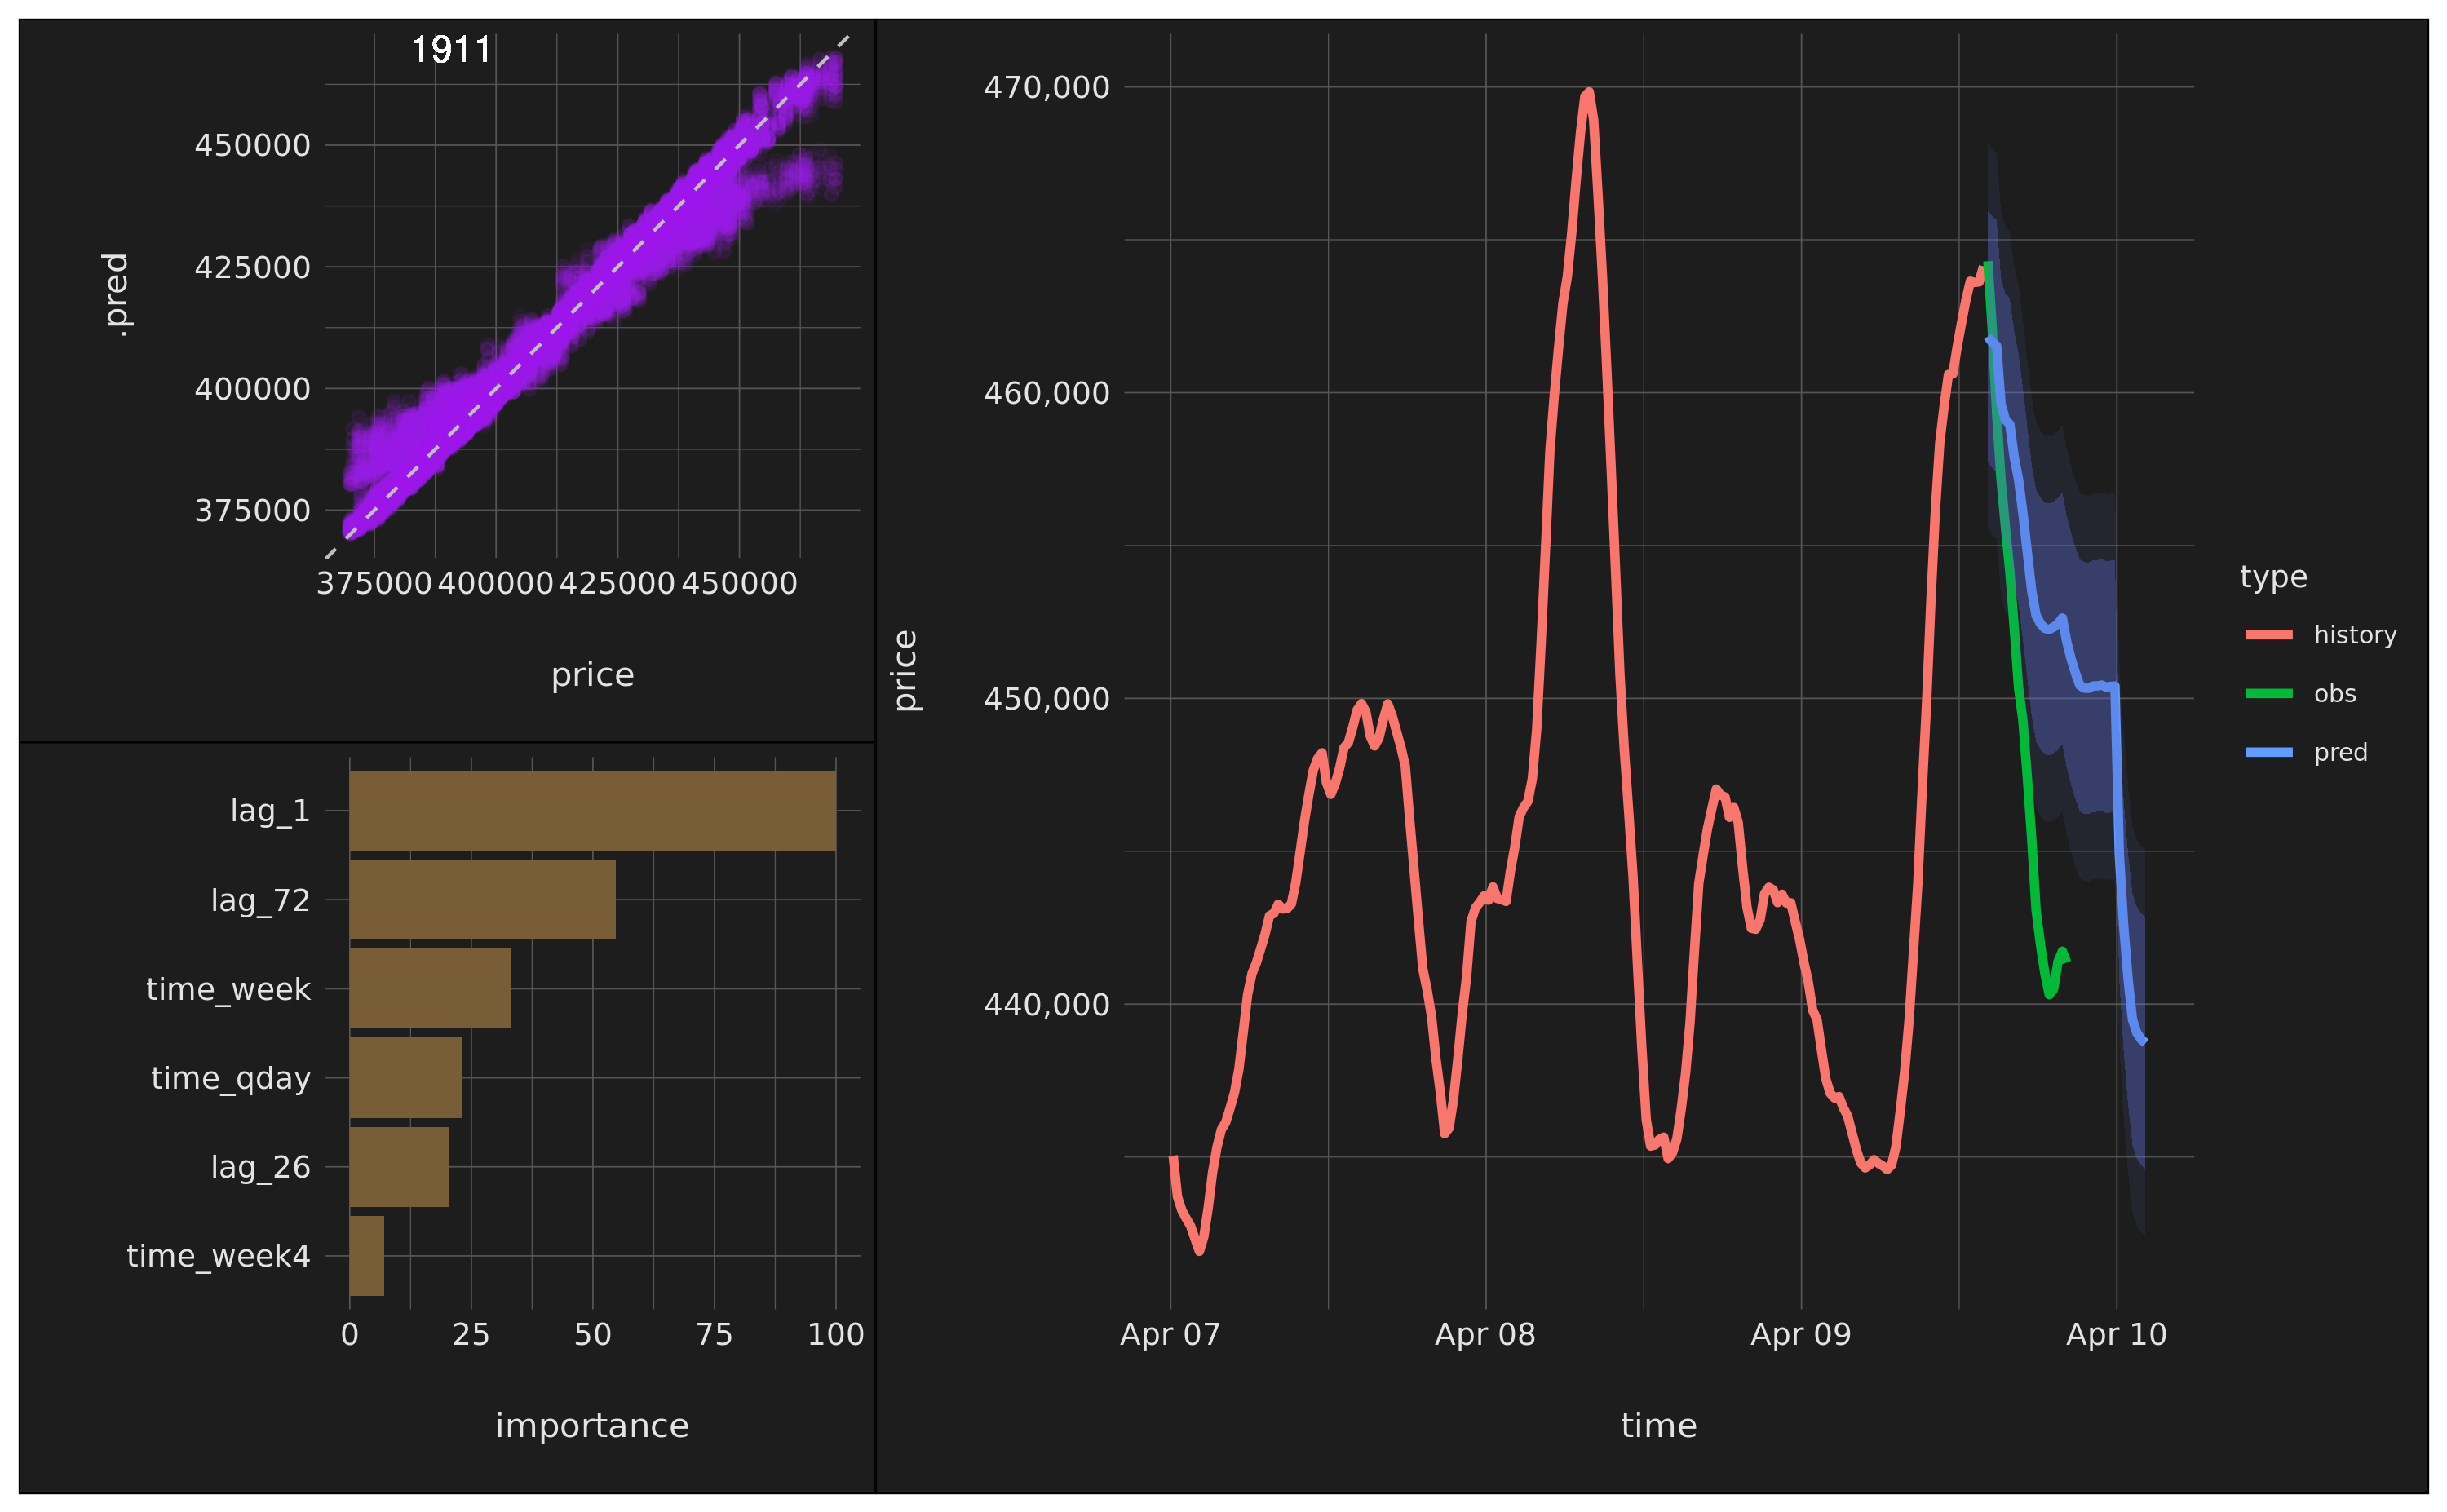 1911
.pred
450000
425000
400000
375000
375000 400000 425000 450000
price
lag_1
lag_72
time_week
time_qday
lag_26
time_week4
0 25 50 75 100
importance
price
470,000
460,000
450,000
440,000
Apr 07 Apr 08 Apr 09 Apr 10
time
type
history
obs
pred